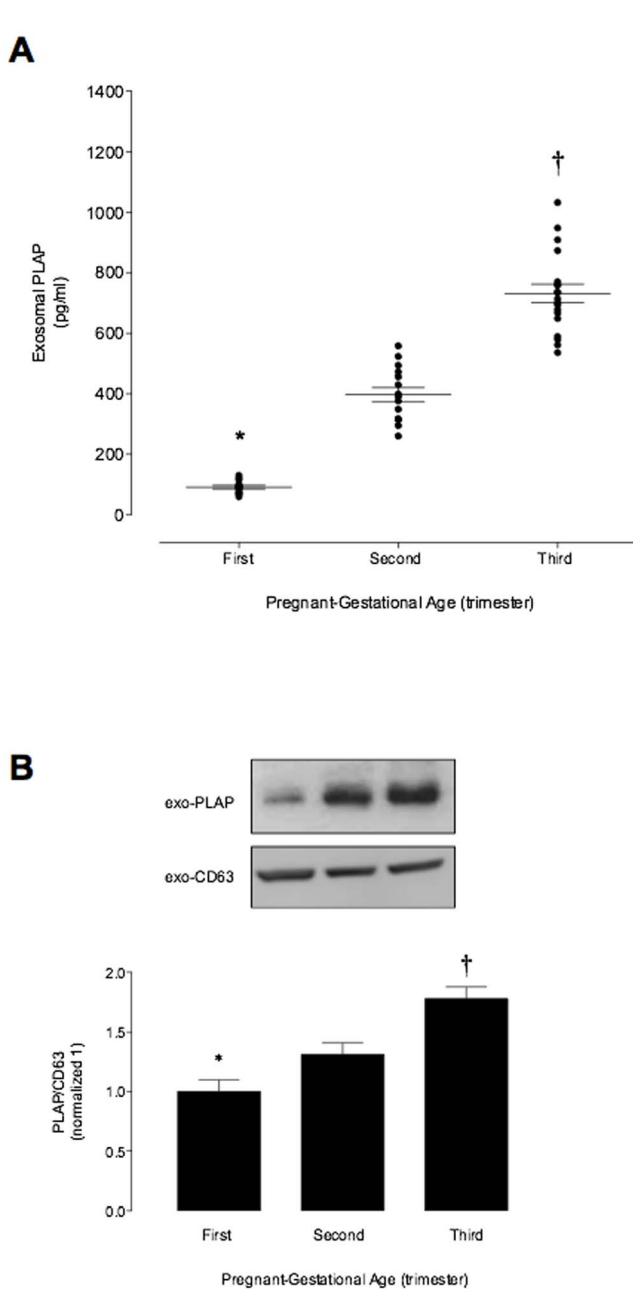 A
1400
1200
1000
800
600
400
200
0
Exosomal PLAP
(pg/ml)
*
†
First Second Third
Pregnant-Gestational Age (trimester)
B
exo-PLAP
exo-CD63
2.0
1.5
1.0
0.5
0.0
PLAP/CD63
(normalized 1)
*
†
First Second Third
Pregnant-Gestational Age (trimester)